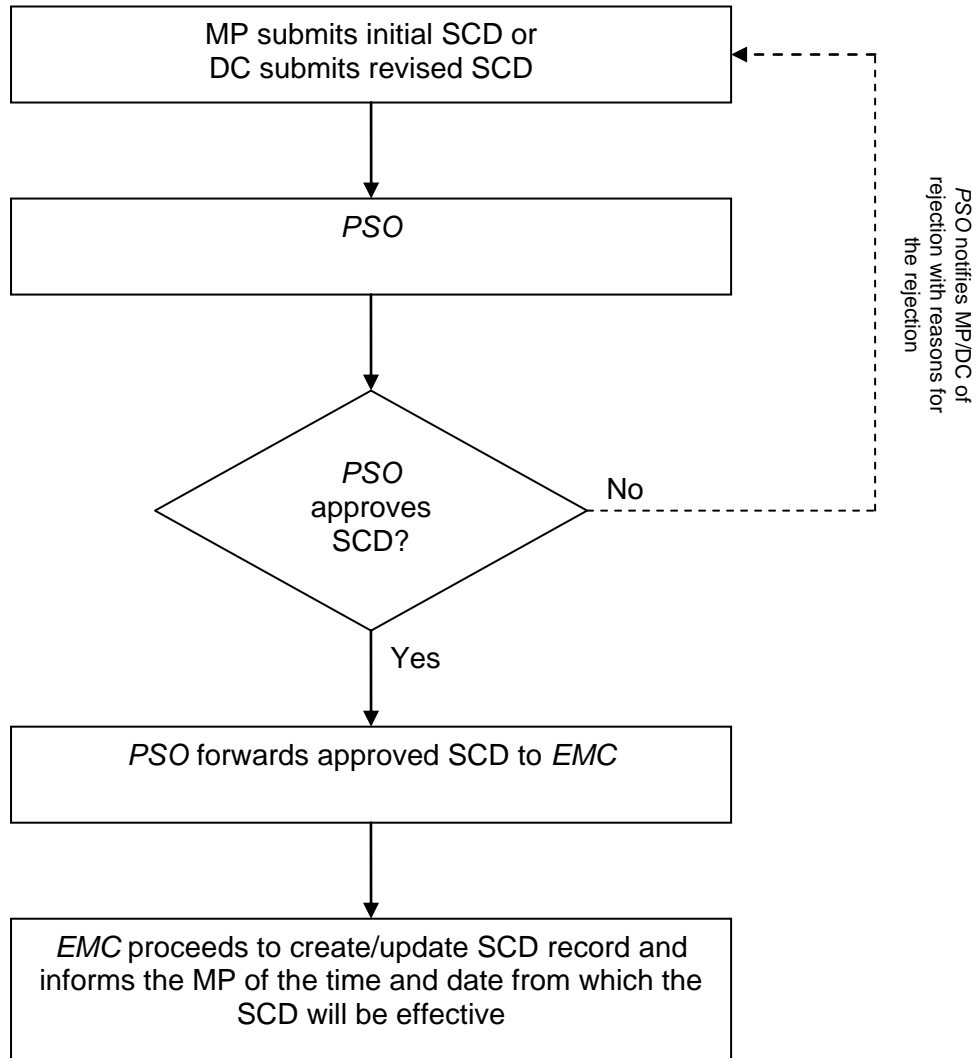 MP submits initial SCD or
DC submits revised SCD
PSO
PSO notifies MP/DC of
rejection with reasons for
the rejection
PSO
approves
SCD?
No
Yes
PSO forwards approved SCD to EMC
EMC proceeds to create/update SCD record and
informs the MP of the time and date from which the
SCD will be effective